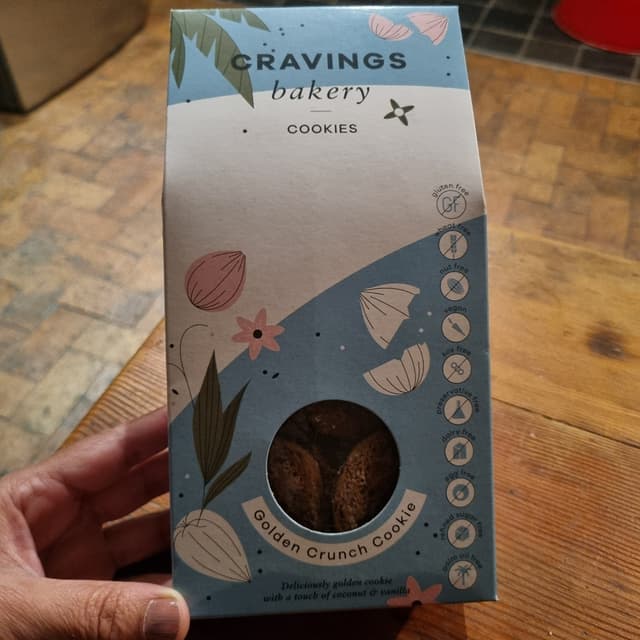 CRAVINGS
bakery
COOKIES
gluten free
GF
wheat free
nut free
vegan
soy free
preservative free
dairy free
egg free
refined sugar free
palm oil free
Golden Crunch Cookie
Deliciously golden cookie
with a touch of coconut & vanilla